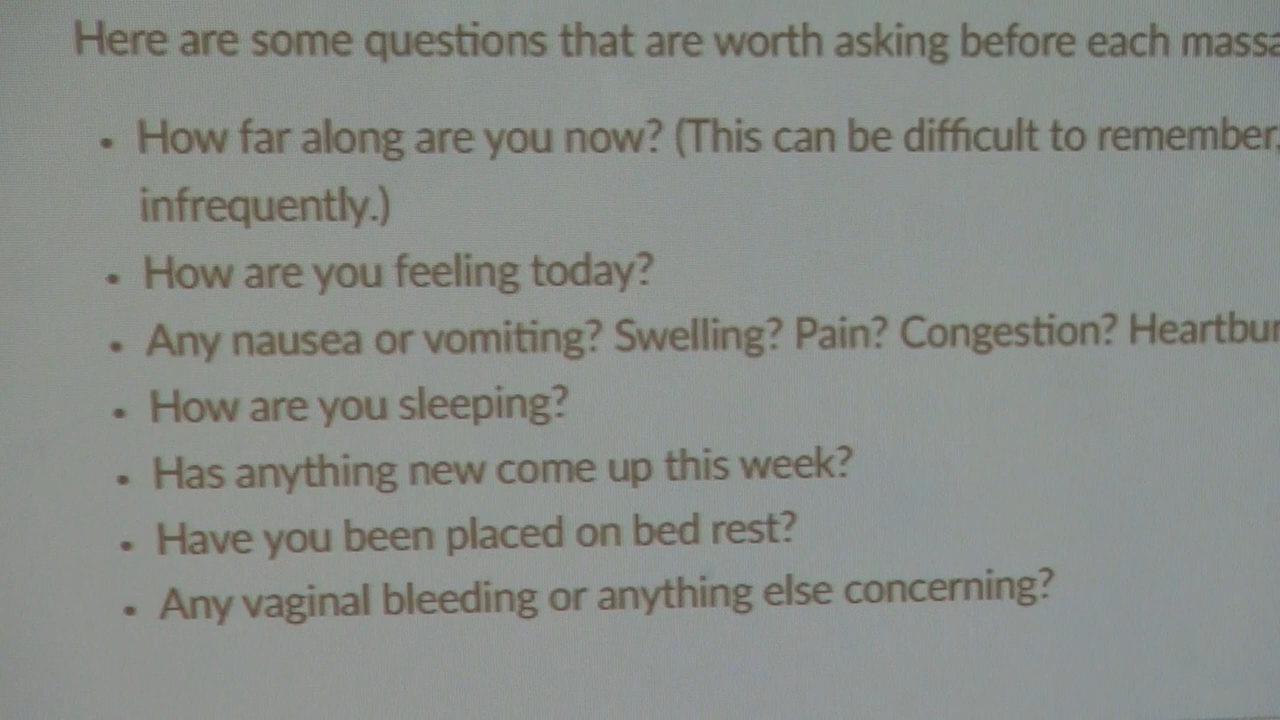 Here are some questions that are worth asking before each
• How far along are you now? (This can be difficult to remember,
infrequently.)
• How are you feeling today?
• Any nausea or vomiting? Swelling? Pain? Congestion?
• How are you sleeping?
• Has anything new come up this week?
• Have you been placed on bed rest?
• Any vaginal bleeding or anything else concerning?